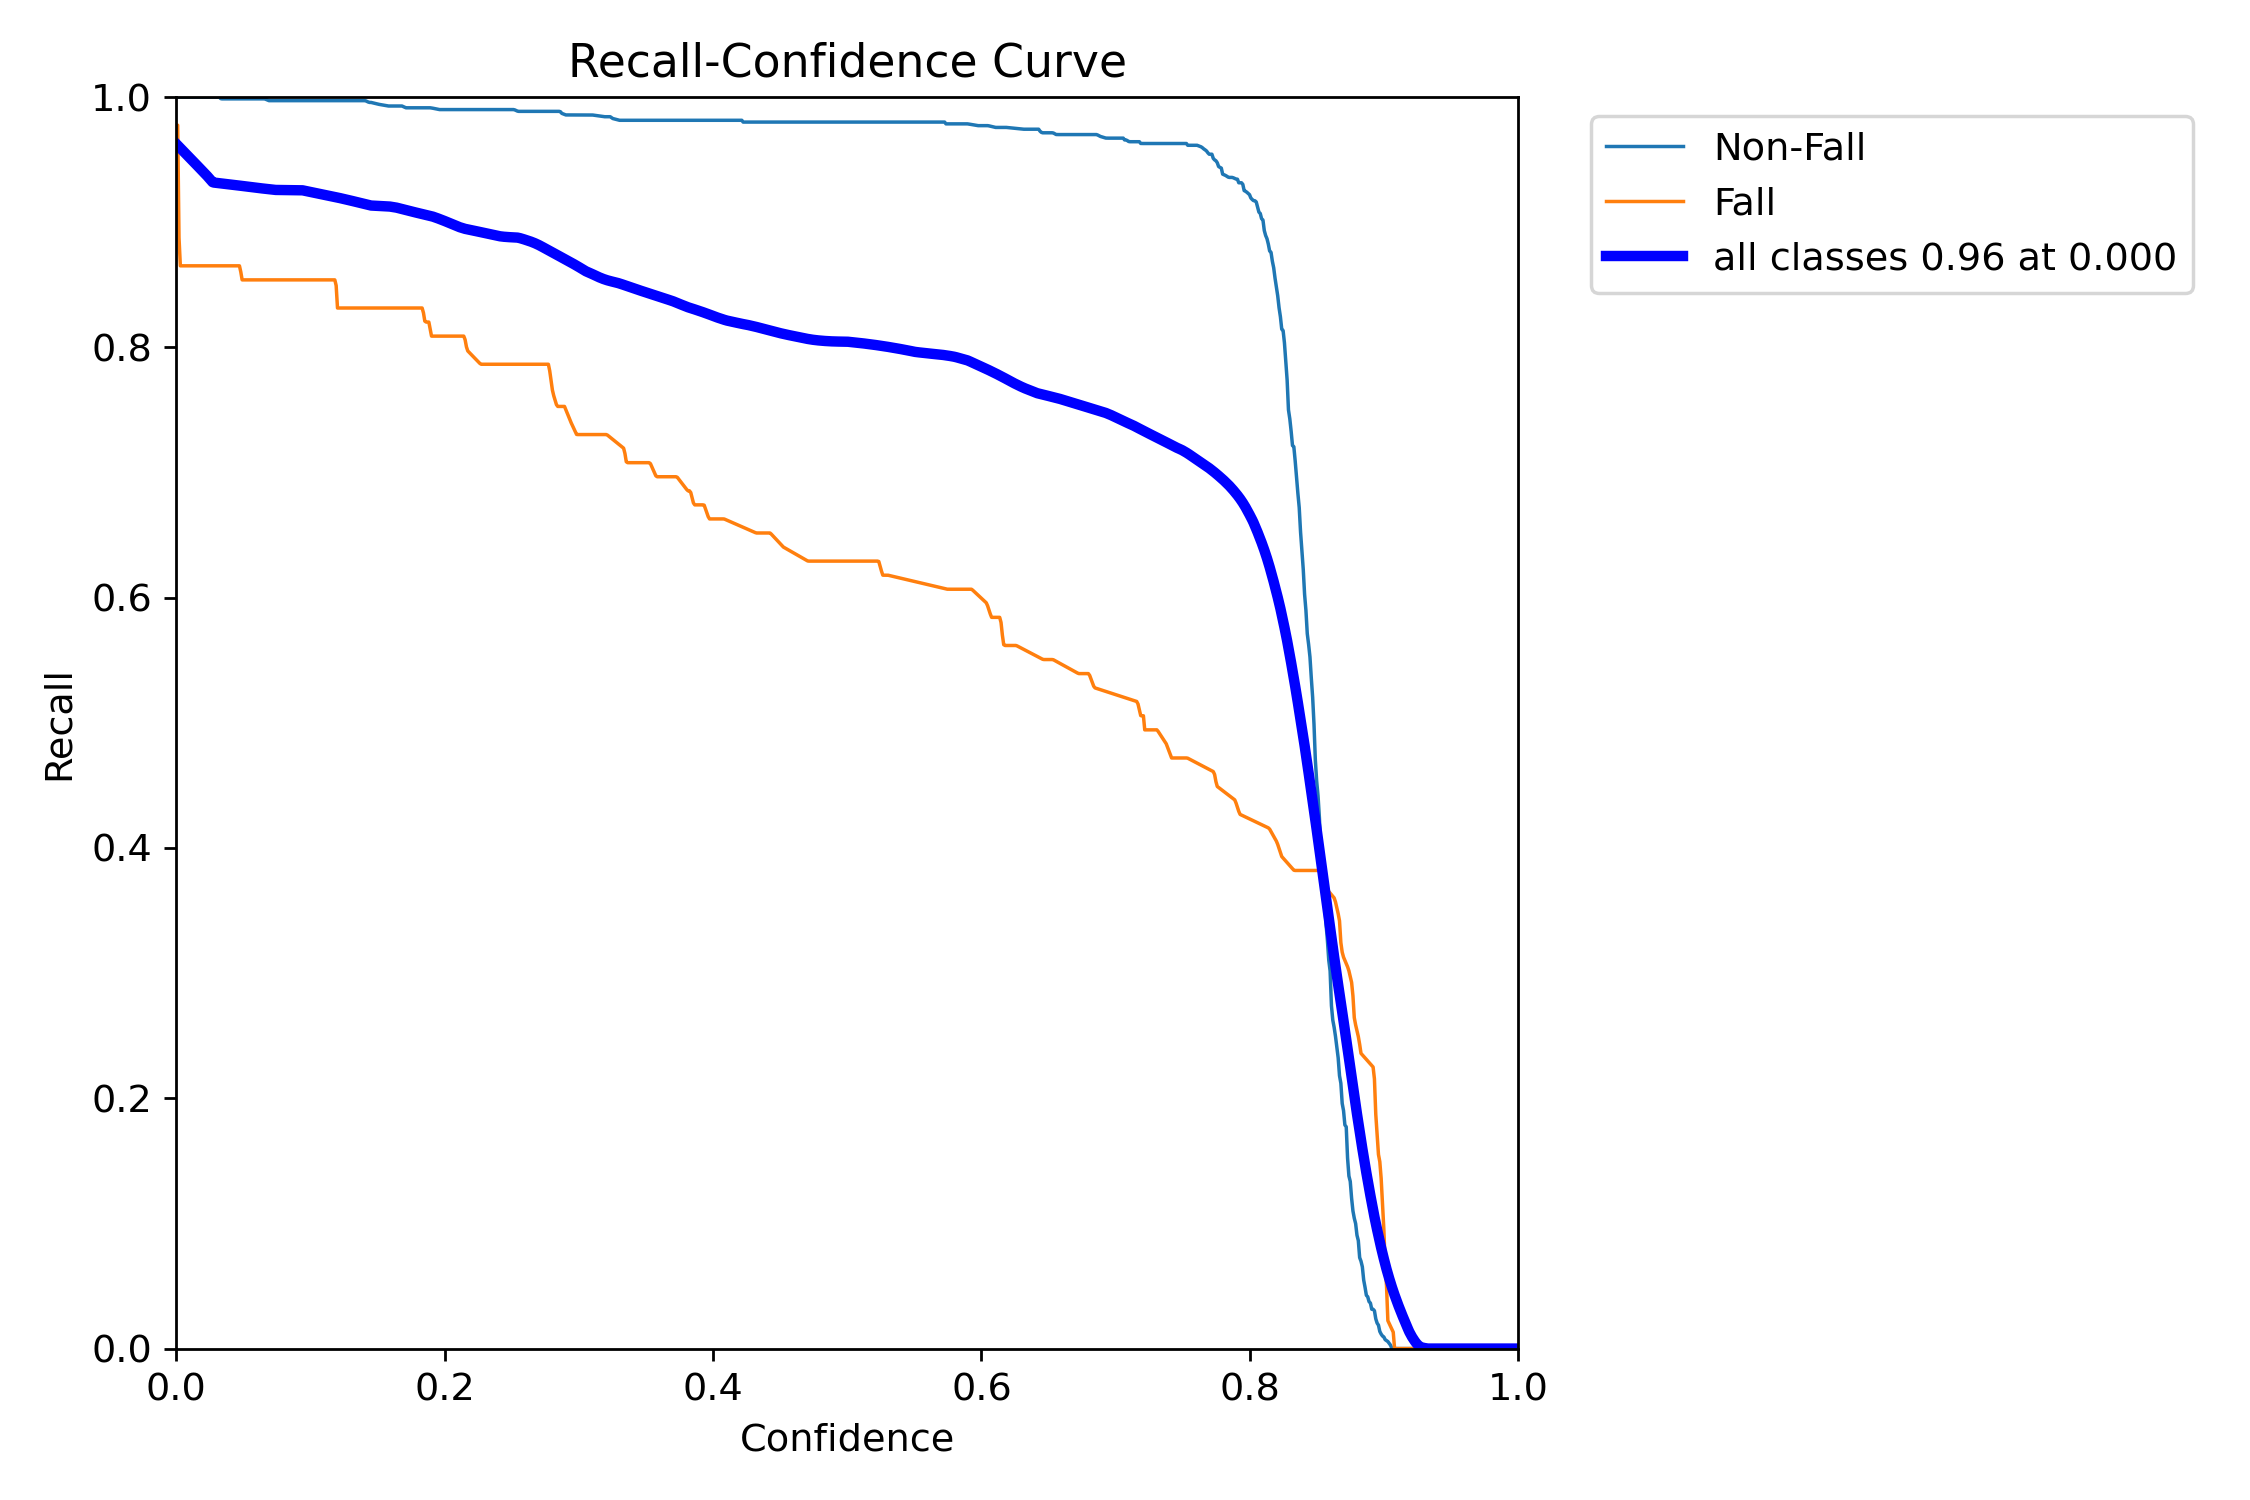 Recall-Confidence Curve
1.0
0.8
0.6
0.4
0.2
0.0
Recall
0.0 0.2 0.4 0.6 0.8 1.0
Confidence
Non-Fall
Fall
all classes 0.96 at 0.000